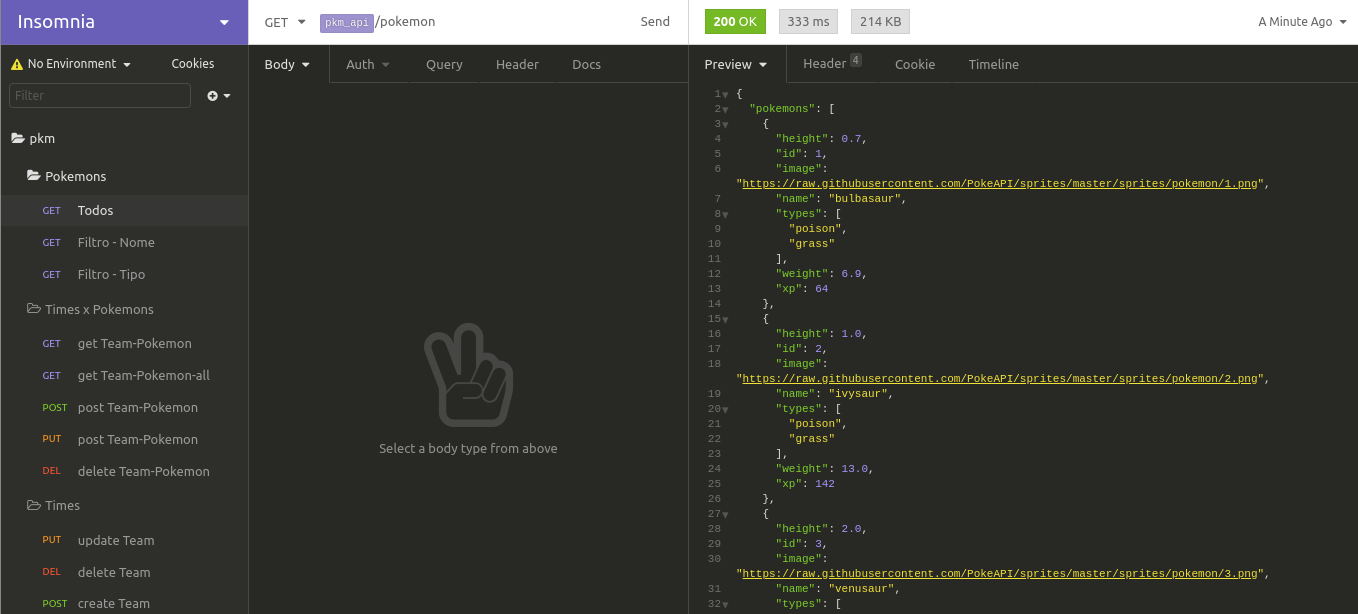 Insomnia
No Environment Cookies
Filter
pkm
Pokemons
GET Todos
GET Filtro - Nome
GET Filtro - Tipo
Times x Pokemons
GET get Team-Pokemon
GET get Team-Pokemon-all
POST post Team-Pokemon
PUT post Team-Pokemon
DEL delete Team-Pokemon
Times
PUT update Team
DEL delete Team
POST create Team
GET pkm_api/pokemon Send
Body Auth Query Header Docs
Select a body type from above
200 OK 333 ms 214 KB A Minute Ago
Preview Header 4 Cookie Timeline
1 {
2 "pokemons": [
3 {
4 "height": 0.7,
5 "id": 1,
6 "image":
"https://raw.githubusercontent.com/PokeAPI/sprites/master/sprites/pokemon/1.png",
7 "name": "bulbasaur",
8 "types": [
9 "poison",
10 "grass"
11 ],
12 "weight": 6.9,
13 "xp": 64
14 },
15 {
16 "height": 1.0,
17 "id": 2,
18 "image":
"https://raw.githubusercontent.com/PokeAPI/sprites/master/sprites/pokemon/2.png",
19 "name": "ivysaur",
20 "types": [
21 "poison",
22 "grass"
23 ],
24 "weight": 13.0,
25 "xp": 142
26 },
27 {
28 "height": 2.0,
29 "id": 3,
30 "image":
"https://raw.githubusercontent.com/PokeAPI/sprites/master/sprites/pokemon/3.png",
31 "name": "venusaur",
32 "types": [